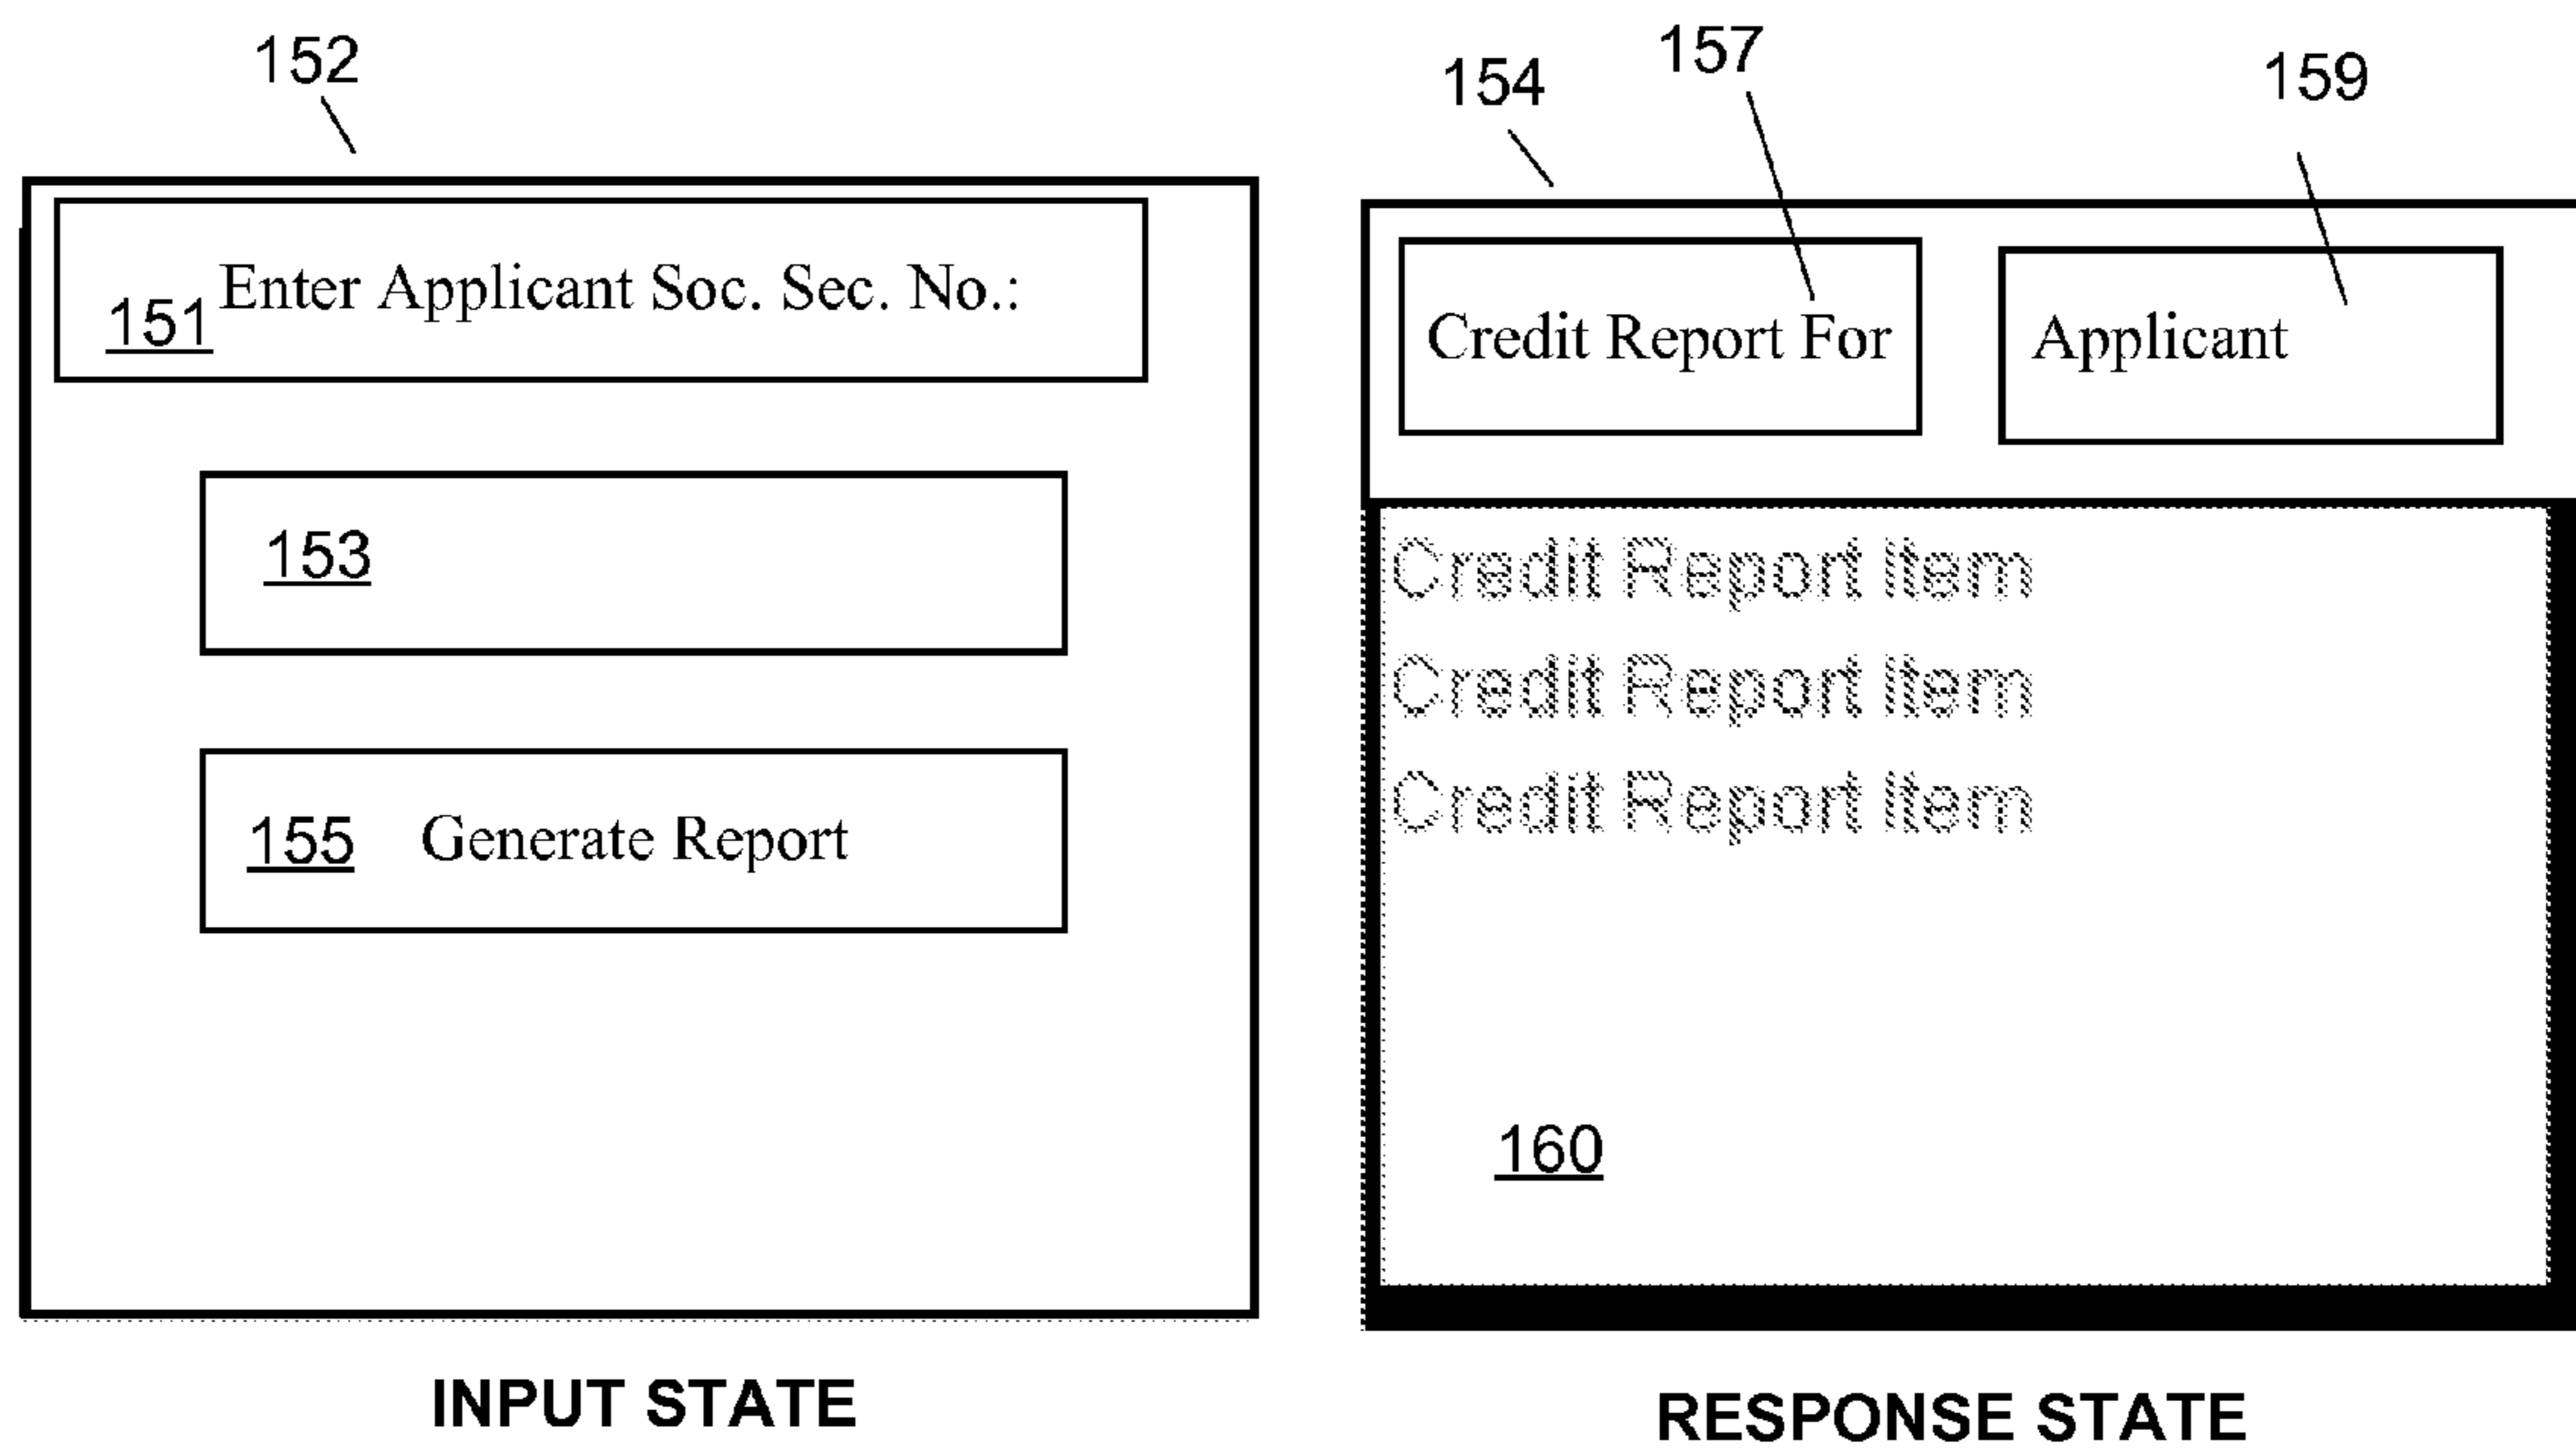 152
151 Enter Applicant Soc. Sec. No.:
153
155 Generate Report
INPUT STATE
154
157
159
Credit Report For
Applicant
Credit Report Item
Credit Report Item
Credit Report Item
160
RESPONSE STATE